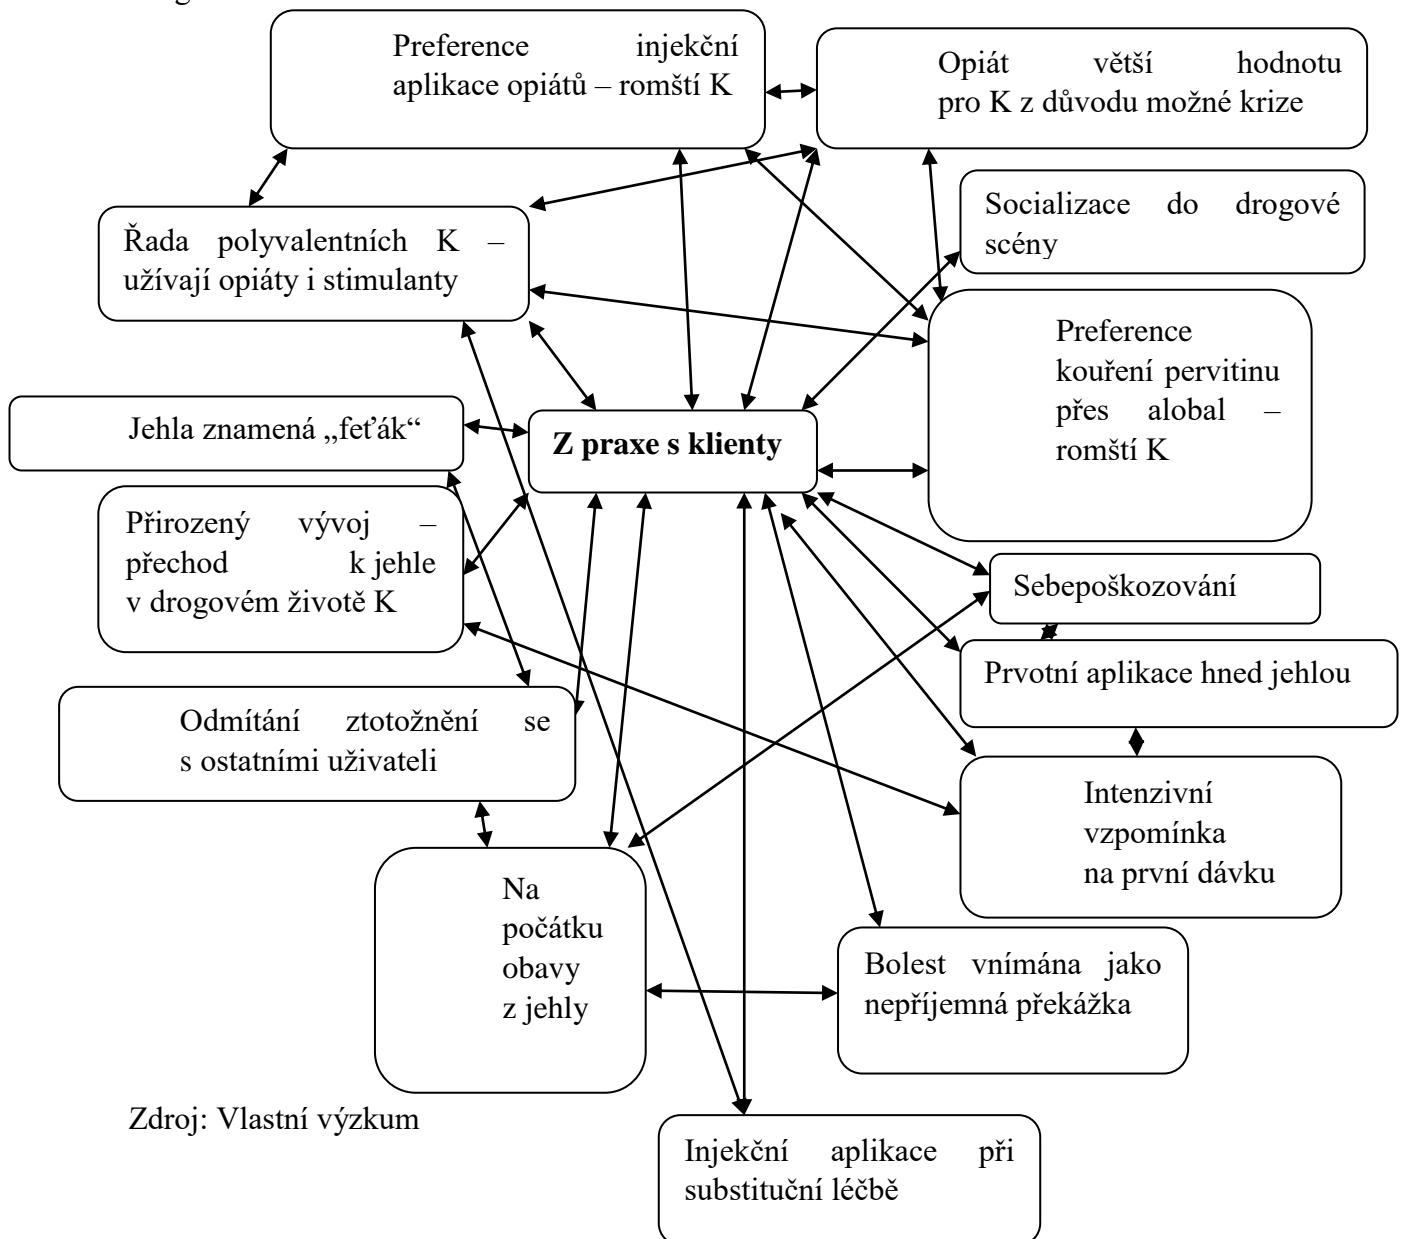 Preference injekční
aplikace opiátů – romští K
Opiát větší hodnotu
pro K z důvodu možné krize
Socializace do drogové
scény
Řada polyvalentních K –
užívají opiáty i stimulanty
Preference
kouření pervitinu
přes alobal –
romští K
Jehla znamená „feťák“
Z praxe s klienty
Přirozený vývoj –
přechod k jehle
v drogovém životě K
Sebepoškozování
Prvotní aplikace hned jehlou
Odmítání ztotožnění se
s ostatními uživateli
Intenzivní
vzpomínka
na první dávku
Na
počátku
obavy
z jehly
Bolest vnímána jako
nepříjemná překážka
Zdroj: Vlastní výzkum
Injekční aplikace při
substituční léčbě